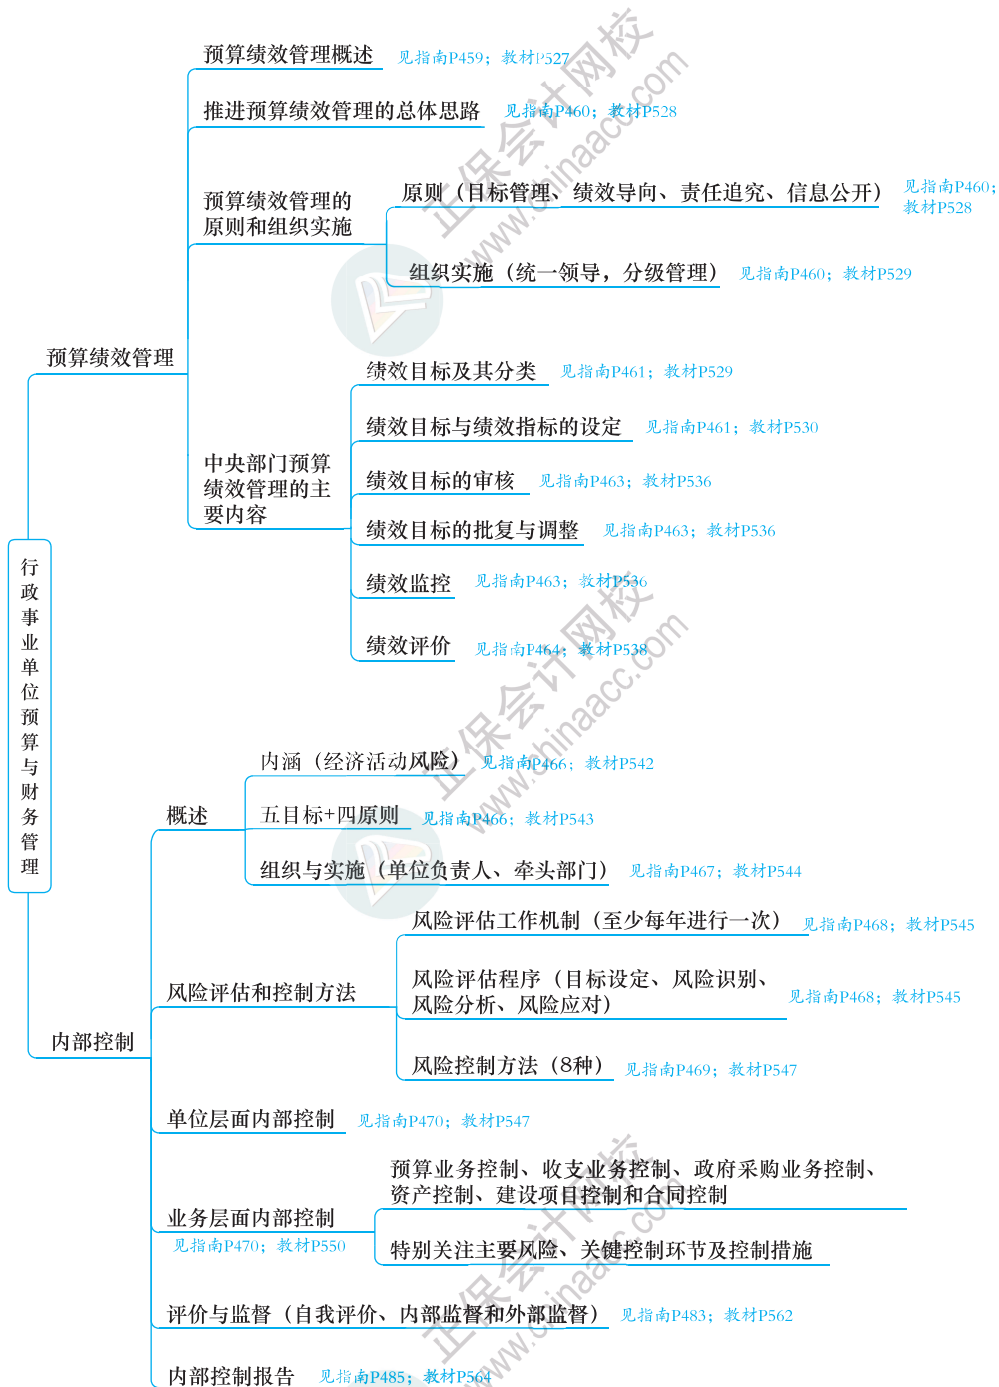 预算绩效管理概述 见指南P459；教材P527
推进预算绩效管理的总体思路 见指南P460；教材P528
预算绩效管理的
原则和组织实施
原则（目标管理、绩效导向、责任追究、信息公开） 见指南P460；
教材P528
组织实施（统一领导，分级管理） 见指南P460；教材P529
预算绩效管理
绩效目标及其分类 见指南P461；教材P529
绩效目标与绩效指标的设定 见指南P461；教材P530
中央部门预算
绩效管理的主
要内容
绩效目标的审核 见指南P463；教材P536
绩效目标的批复与调整 见指南P463；教材P536
绩效监控 见指南P463；教材P536
绩效评价 见指南P464；教材P538
行政事业单位预算与财务管理
内涵（经济活动风险） 见指南P466；教材P542
概述
五目标+四原则 见指南P466；教材P543
组织与实施（单位负责人、牵头部门） 见指南P467；教材P544
风险评估工作机制（至少每年进行一次） 见指南P468；教材P545
风险评估和控制方法
风险评估程序（目标设定、风险识别、
风险分析、风险应对） 见指南P468；教材P545
内部控制
风险控制方法（8种） 见指南P469；教材P547
单位层面内部控制 见指南P470；教材P547
预算业务控制、收支业务控制、政府采购业务控制、
资产控制、建设项目控制和合同控制
业务层面内部控制
见指南P470；教材P550
特别关注主要风险、关键控制环节及控制措施
评价与监督（自我评价、内部监督和外部监督） 见指南P483；教材P562
内部控制报告 见指南P485；教材P564
正保会计网校
www.chinaacc.com
正保会计网校
www.chinaacc.com
正保会计网校
www.chinaacc.com